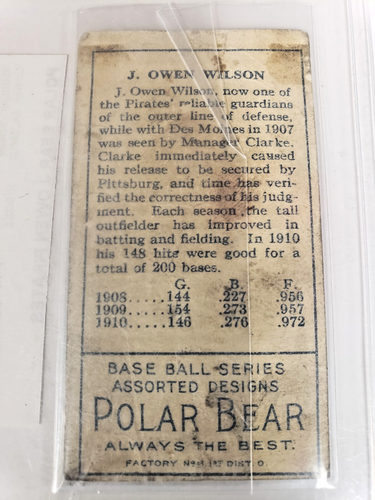 J. OWEN WILSON
J. Owen Wilson, now one of
the Pirates' reliable guardians
of the outer line of defense,
while with Des Moines in 1907
was seen by Manager Clarke.
Clarke immediately caused
his release to be secured by
Pittsburg, and time has veri-
fied the correctness of his judg-
ment. Each season the tall
outfielder has improved in
batting and fielding. In 1910
his 148 hits were good for a
total of 200 bases.
G. B. F.
1908.....144 .227 .956
1909.....154 .273 .957
1910.....146 .276 .972
BASE BALL SERIES
ASSORTED DESIGNS
POLAR BEAR
ALWAYS THE BEST.
FACTORY DIST. O